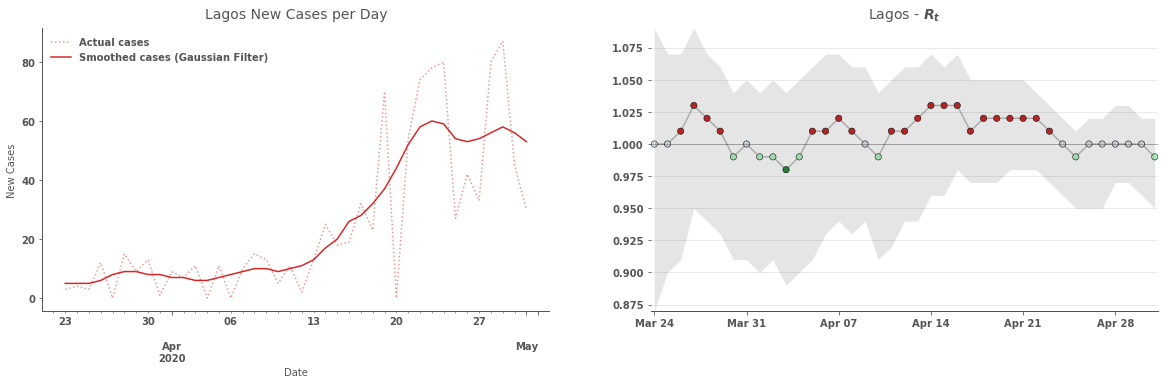 Lagos New Cases per Day
Actual cases
Smoothed cases (Gaussian Filter)
New Cases
80
60
40
20
0
23 30 06 13 20 27
Apr May
2020
Date
Lagos - Rt
1.075
1.050
1.025
1.000
0.975
0.950
0.925
0.900
0.875
Mar 24 Mar 31 Apr 07 Apr 14 Apr 21 Apr 28